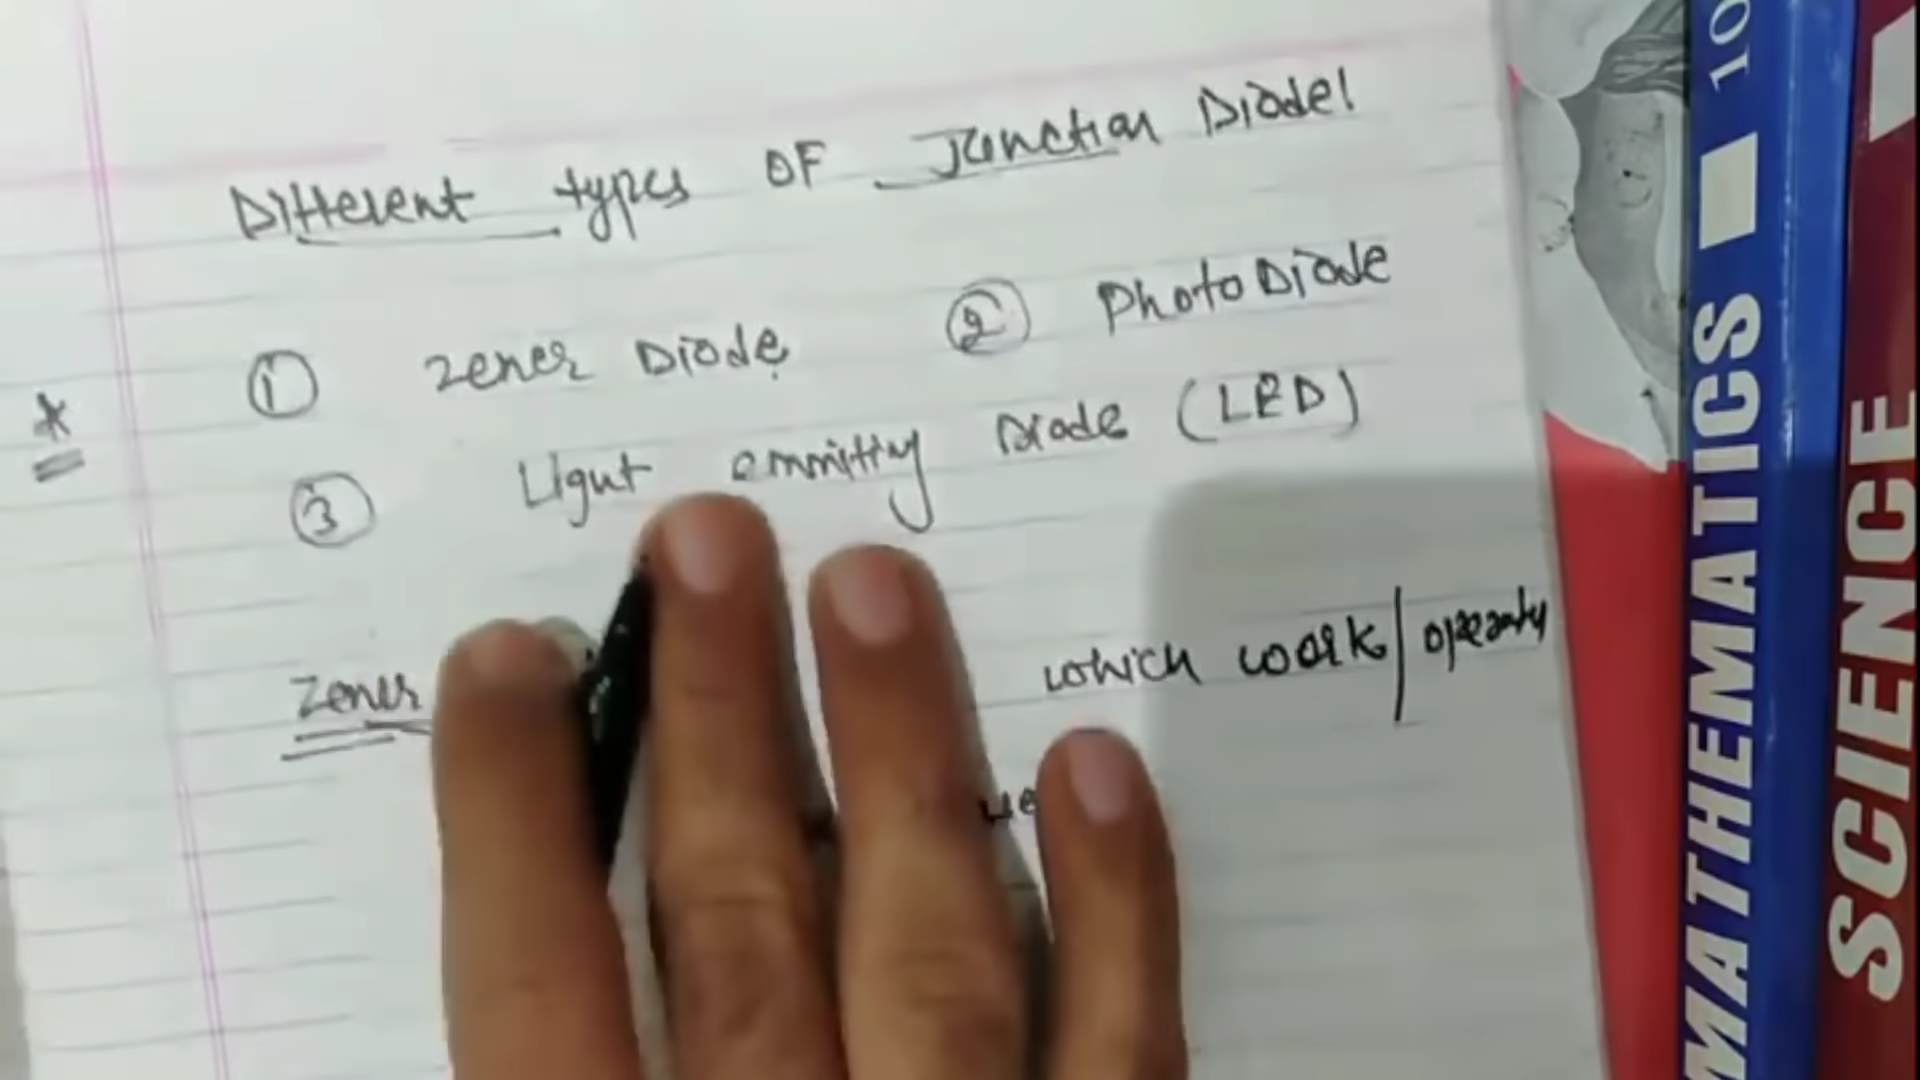 Different types OF Junction Diode!
① Zener Diode ② Photo Diode
*
③ Light emmitting Diode (LED)
Zener which work/operating
MATHEMATICS 10
SCIENCE